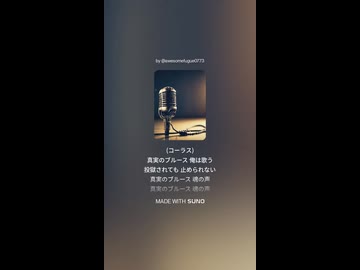 by @awesomefugue0773
(コーラス)
真実のブルース 俺は歌う
投獄されても 止められない
真実のブルース 魂の声
真実のブルース 魂の声
MADE WITH SUNO